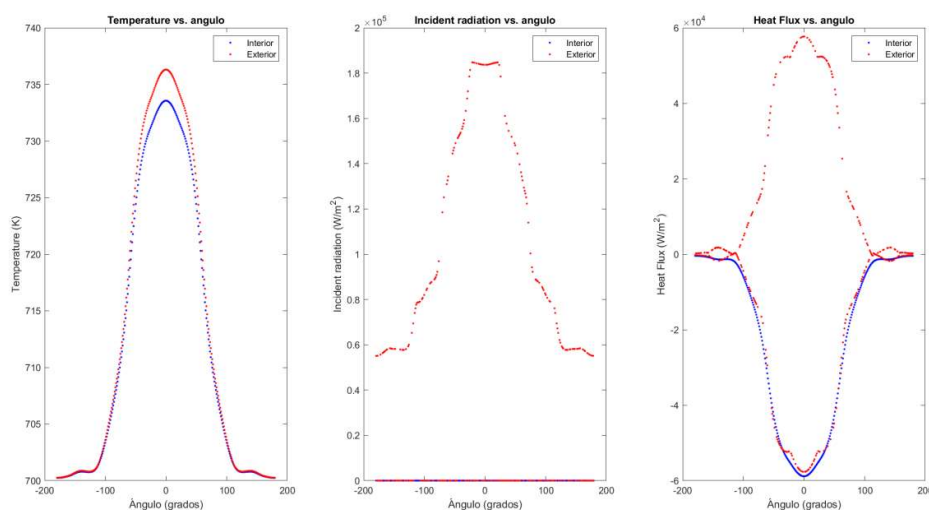 Temperature vs. angulo
740
735
730
725
720
715
710
705
700
-200
-100
0
100
200
Temperature (K)
Àngulo (grados)
Interior
Exterior
Incident radiation vs. angulo
×10⁵
2
1.8
1.6
1.4
1.2
1
0.8
0.6
0.4
0.2
0
-200
-100
0
100
200
Incident radiation (W/m²)
Àngulo (grados)
Interior
Exterior
Heat Flux vs. angulo
×10⁴
6
4
2
0
-2
-4
-6
-200
-100
0
100
200
Heat Flux (W/m²)
Àngulo (grados)
Interior
Exterior